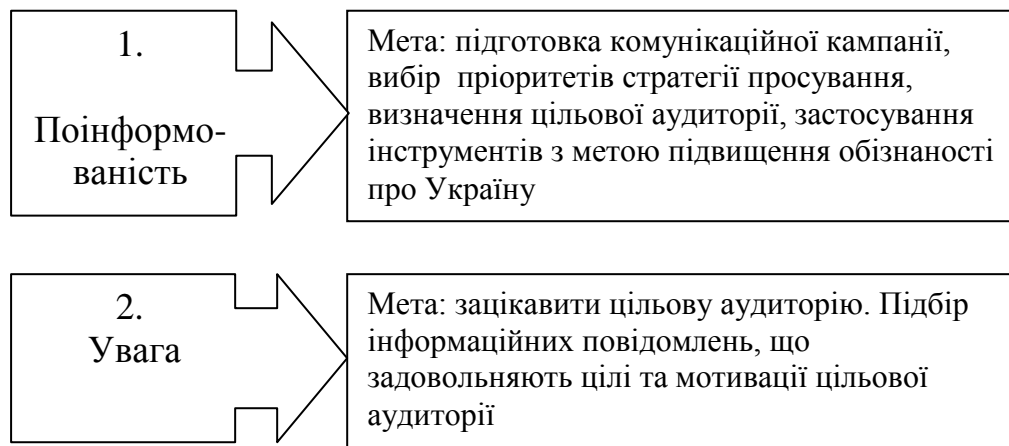 1.
Поінформо-
ваність
Мета: підготовка комунікаційної кампанії,
вибір пріоритетів стратегії просування,
визначення цільової аудиторії, застосування
інструментів з метою підвищення обізнаності
про Україну
2.
Увага
Мета: зацікавити цільову аудиторію. Підбір
інформаційних повідомлень, що
задовольняють цілі та мотивації цільової
аудиторії